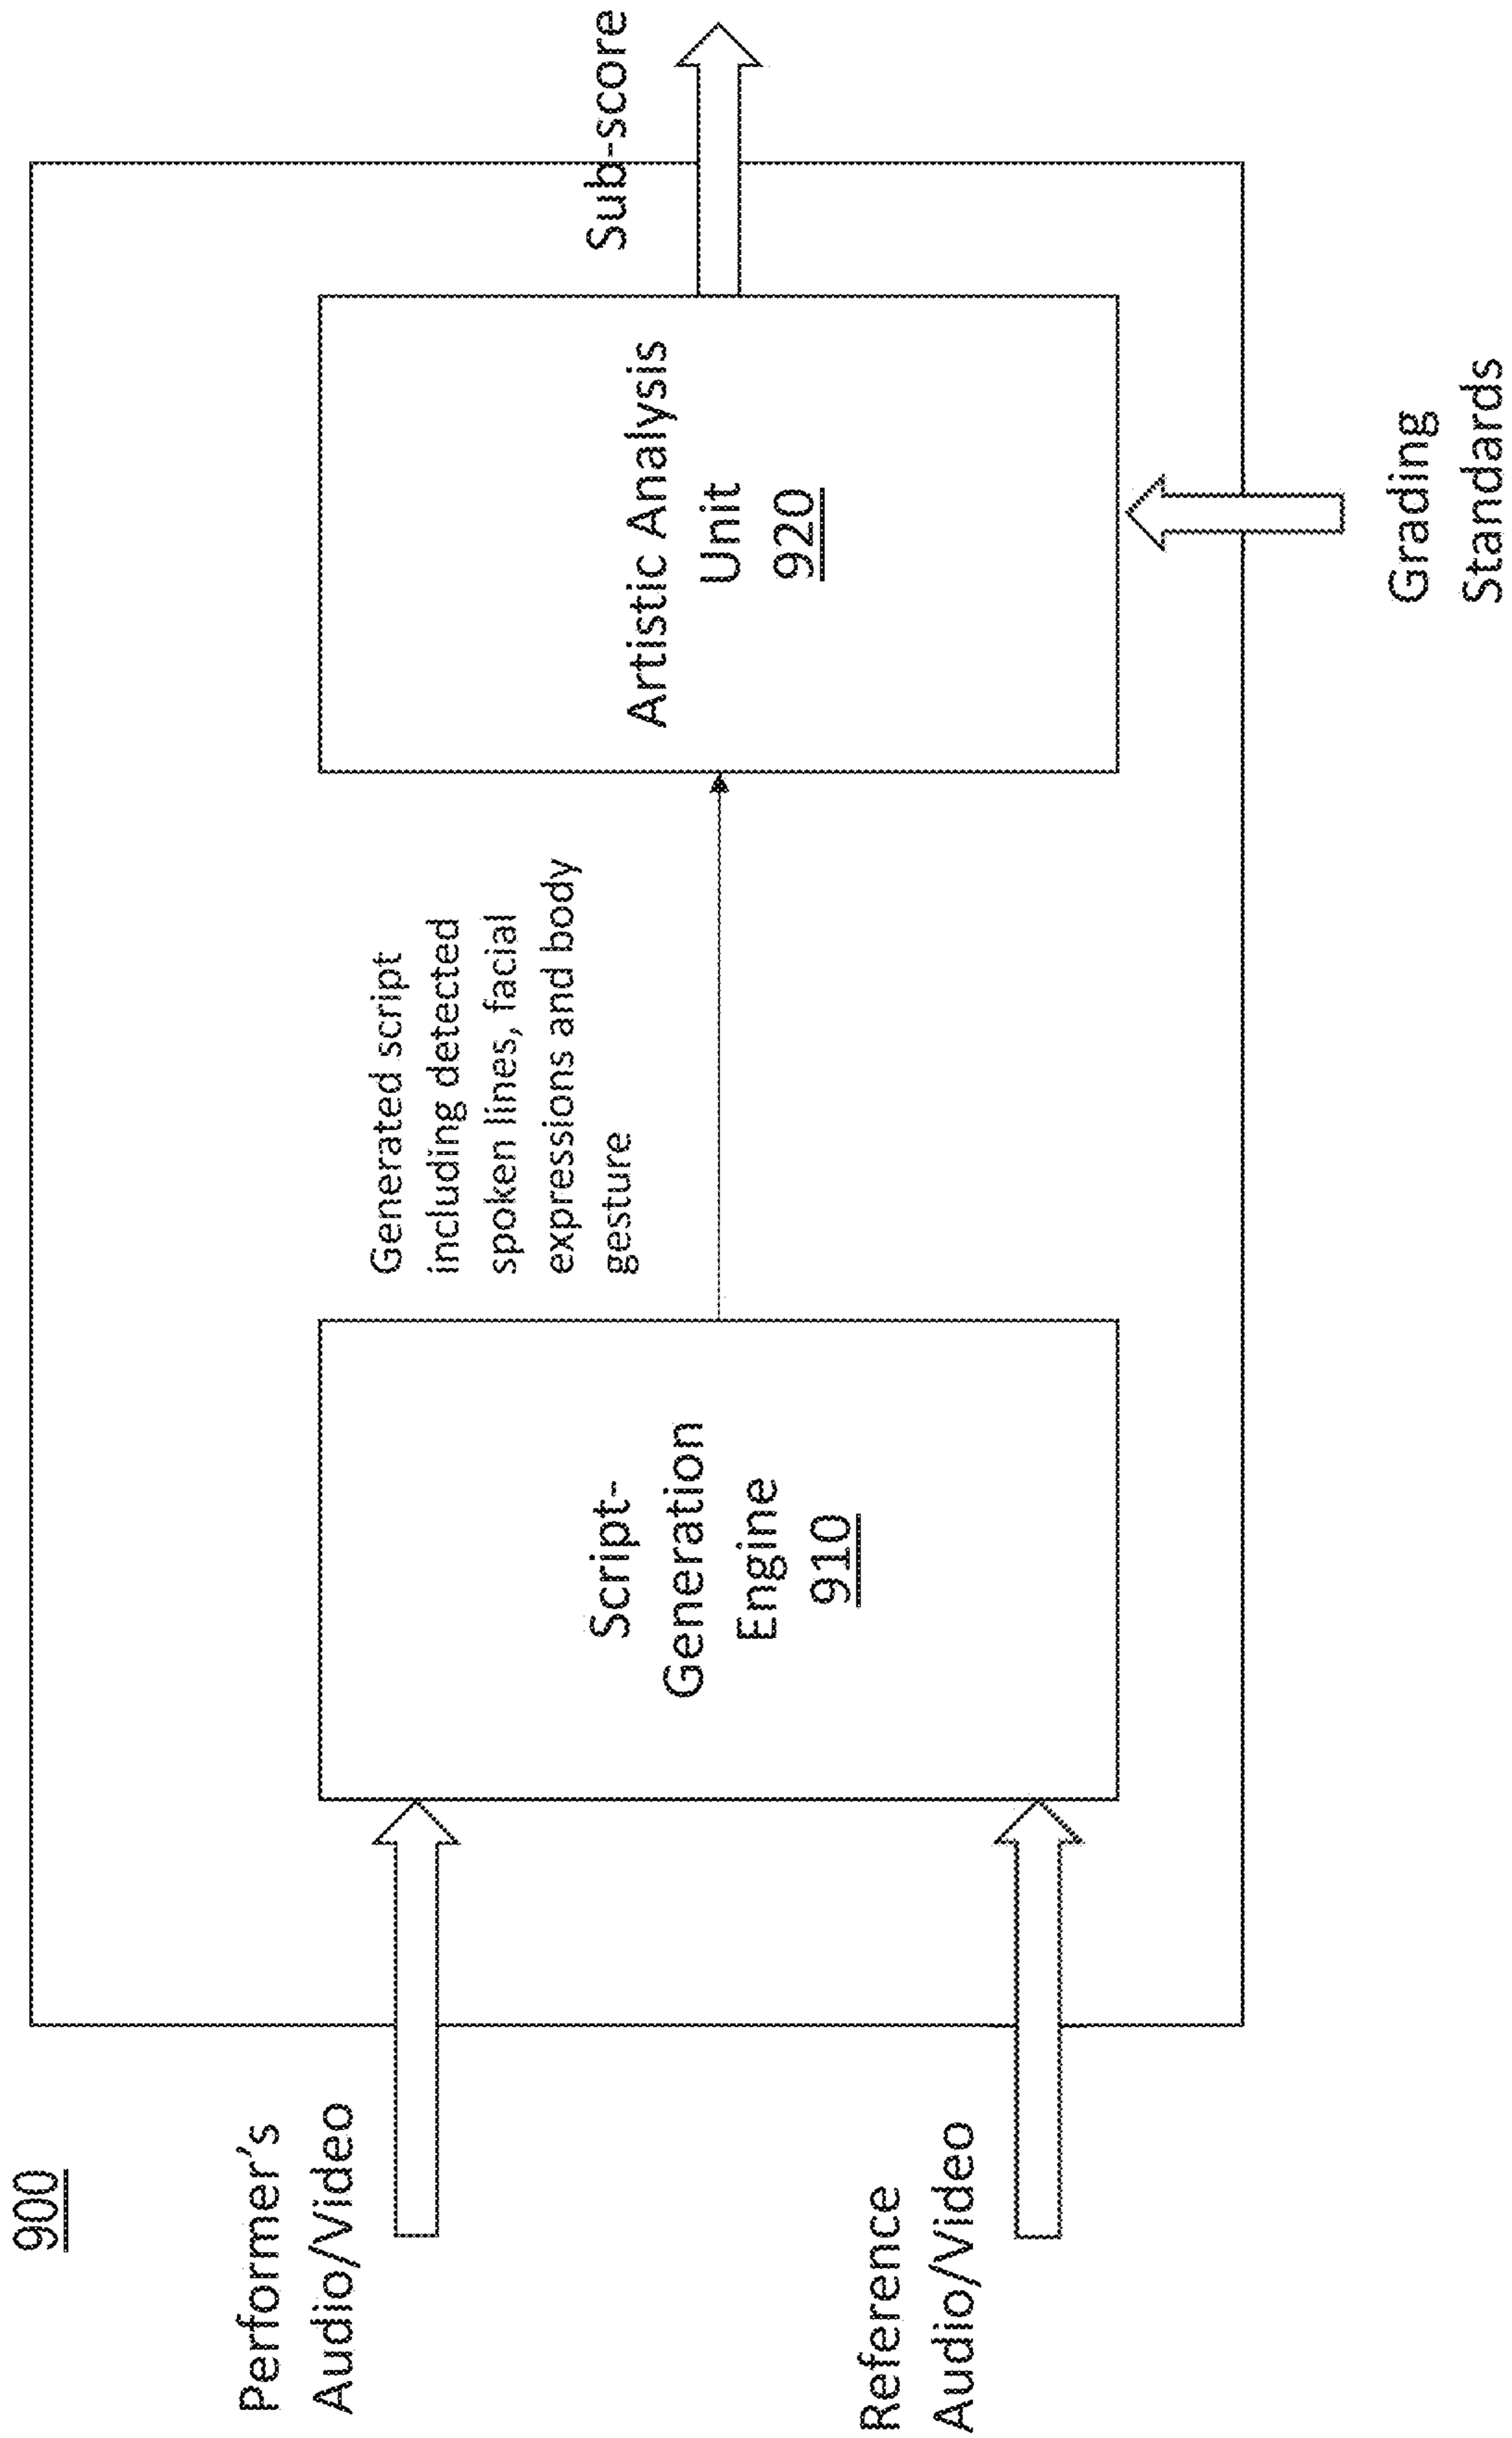 900
Performer's
Audio/Video
Reference
Audio/Video
Script-
Generation
Engine
910
Generated script
including detected
spoken lines, facial
expressions and body
gesture
Artistic Analysis
Unit
920
Sub-score
Grading
Standards